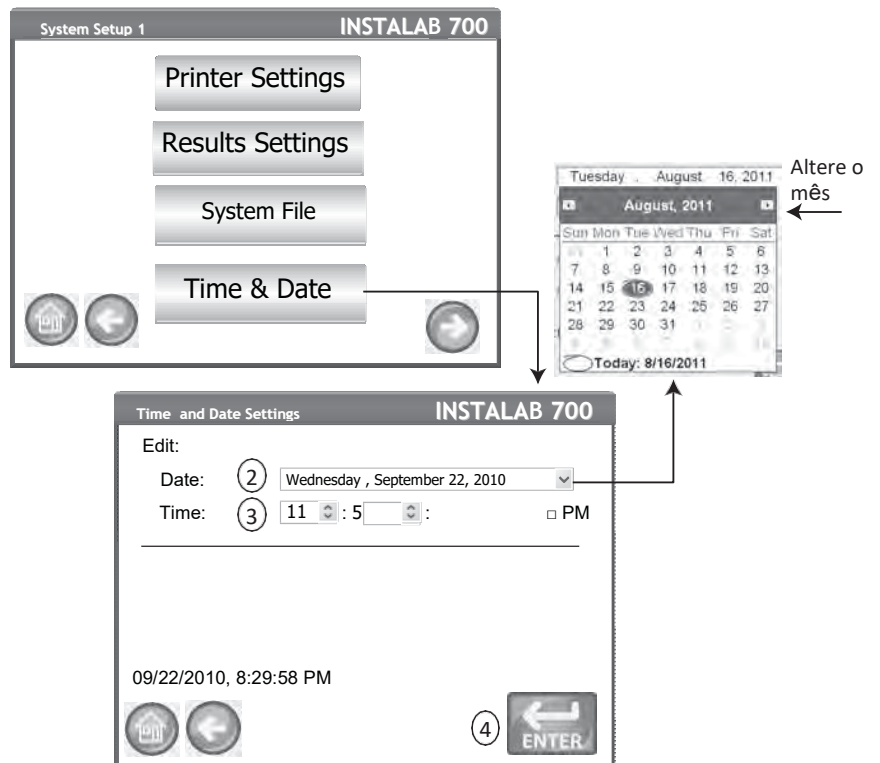 System Setup 1 INSTALAB 700
Printer Settings
Results Settings
System File
Time & Date
Tuesday , August 16, 2011
August, 2011
Sun Mon Tue Wed Thu Fri Sat
1 2 3 4 5 6
7 8 9 10 11 12 13
14 15 16 17 18 19 20
21 22 23 24 25 26 27
28 29 30 31
Today: 8/16/2011
Altere o
mês
Time and Date Settings INSTALAB 700
Edit:
Date: 2 Wednesday , September 22, 2010
Time: 3 11 : 5 : PM
09/22/2010, 8:29:58 PM
4 ENTER